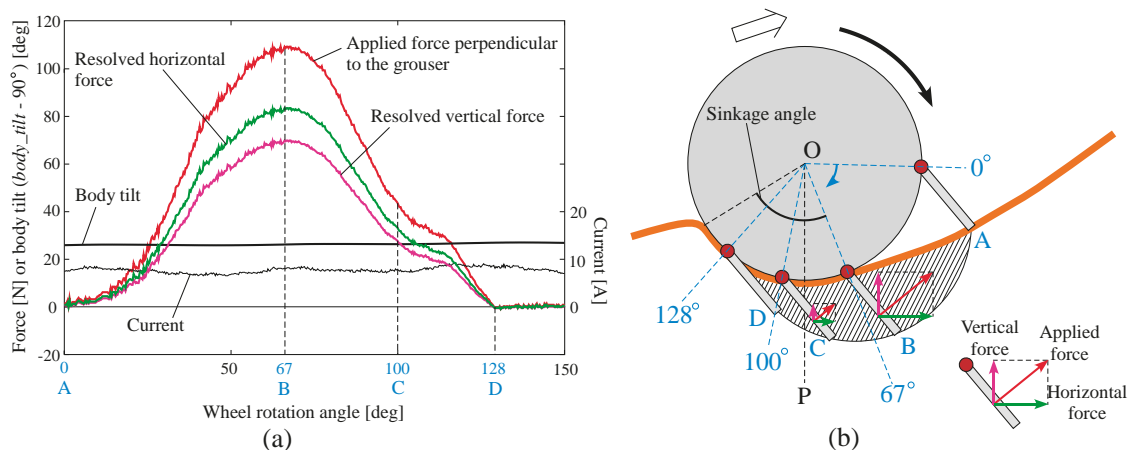 Force [N] or body tilt (body_tilt - 90°) [deg]
120
100
80
60
40
20
0
-20
Resolved horizontal
force
Applied force perpendicular
to the grouser
Resolved vertical force
Body tilt
Current
20
10
0
Current [A]
0
50
67
100
128
150
A
B
C
D
Wheel rotation angle [deg]
(a)
Sinkage angle
O
0°
A
128°
D
100°
C
P
B
67°
Vertical
force
Applied
force
Horizontal
force
(b)